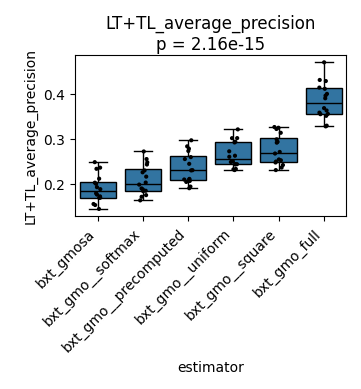 LT+TL_average_precision
p = 2.16e-15
LT+TL_average_precision
0.4
0.3
0.2
bxt_gmosa
bxt_gmo__softmax
bxt_gmo__precomputed
bxt_gmo__uniform
bxt_gmo__square
bxt_gmo_full
estimator